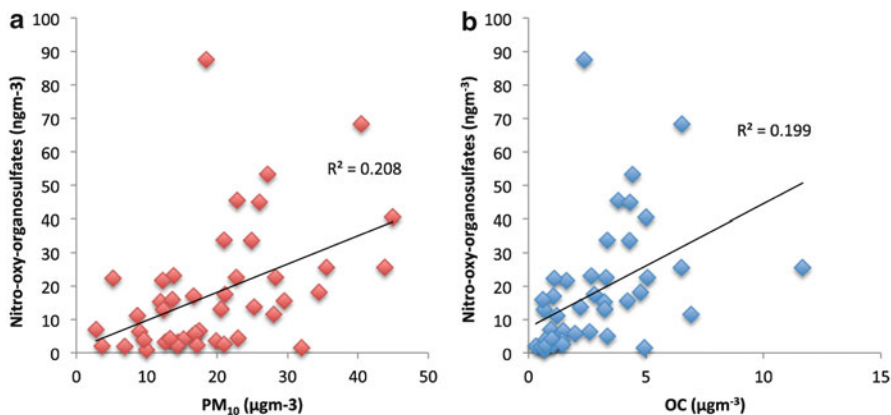 a
100
90
80
70
60
50
40
30
20
10
0
Nitro-oxy-organosulfates (ngm-3)
R² = 0.208
0 10 20 30 40 50
PM₁₀ (µgm-3)
b
100
90
80
70
60
50
40
30
20
10
0
Nitro-oxy-organosulfates (ngm⁻³)
R² = 0.199
0 5 10 15
OC (µgm⁻³)